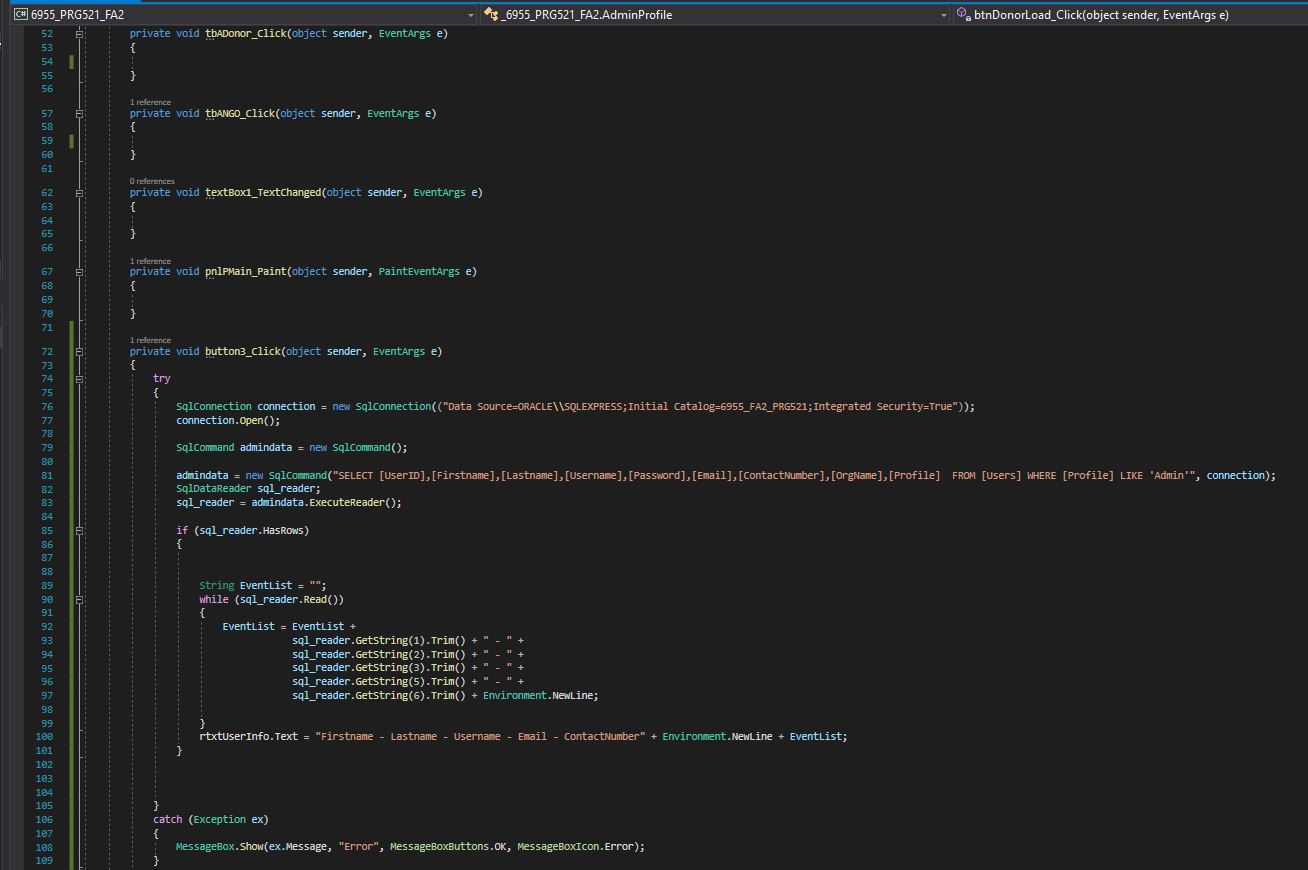 C# 6955_PRG521_FA2 _6955_PRG521_FA2.AdminProfile btnDonorLoad_Click(object sender, EventArgs e)
52 private void tbADonor_Click(object sender, EventArgs e)
53 {
54
55 }
56
1 reference
57 private void tbANGO_Click(object sender, EventArgs e)
58 {
59
60 }
61
0 references
62 private void textBox1_TextChanged(object sender, EventArgs e)
63 {
64
65 }
66
1 reference
67 private void pnlPMain_Paint(object sender, PaintEventArgs e)
68 {
69
70 }
71
1 reference
72 private void button3_Click(object sender, EventArgs e)
73 {
74 try
75 {
76 SqlConnection connection = new SqlConnection(("Data Source=ORACLE\\SQLEXPRESS;Initial Catalog=6955_FA2_PRG521;Integrated Security=True"));
77 connection.Open();
78
79 SqlCommand admindata = new SqlCommand();
80
81 admindata = new SqlCommand("SELECT [UserID],[Firstname],[Lastname],[Username],[Password],[Email],[ContactNumber],[OrgName],[Profile]  FROM [Users] WHERE [Profile] LIKE 'Admin'", connection);
82 SqlDataReader sql_reader;
83 sql_reader = admindata.ExecuteReader();
84
85 if (sql_reader.HasRows)
86 {
87
88
89 String EventList = "";
90 while (sql_reader.Read())
91 {
92 EventList = EventList +
93 sql_reader.GetString(1).Trim() + " - " +
94 sql_reader.GetString(2).Trim() + " - " +
95 sql_reader.GetString(3).Trim() + " - " +
96 sql_reader.GetString(5).Trim() + " - " +
97 sql_reader.GetString(6).Trim() + Environment.NewLine;
98
99 }
100 rtxtUserInfo.Text = "Firstname - Lastname - Username - Email - ContactNumber" + Environment.NewLine + EventList;
101 }
102
103
104
105 }
106 catch (Exception ex)
107 {
108 MessageBox.Show(ex.Message, "Error", MessageBoxButtons.OK, MessageBoxIcon.Error);
109 }